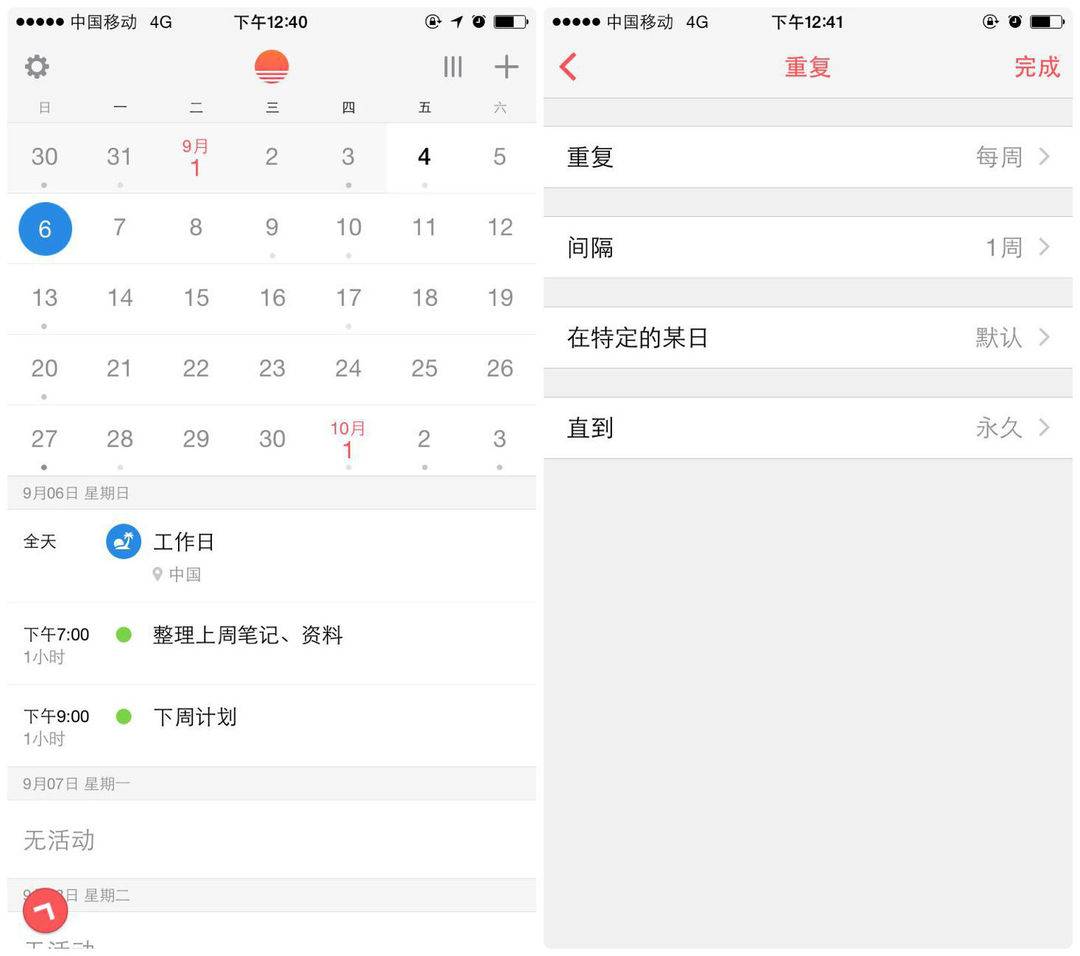 中国移动 4G 下午12:40
日 一 二 三 四 五 六
9月
30 31 1 2 3 4 5
6 7 8 9 10 11 12
13 14 15 16 17 18 19
20 21 22 23 24 25 26
10月
27 28 29 30 1 2 3
9月06日 星期日
全天 工作日
中国
下午7:00 整理上周笔记、资料
1小时
下午9:00 下周计划
1小时
9月07日 星期一
无活动
日 星期二
无活动
中国移动 4G 下午12:41
重复 完成
重复 每周
间隔 1周
在特定的某日 默认
直到 永久